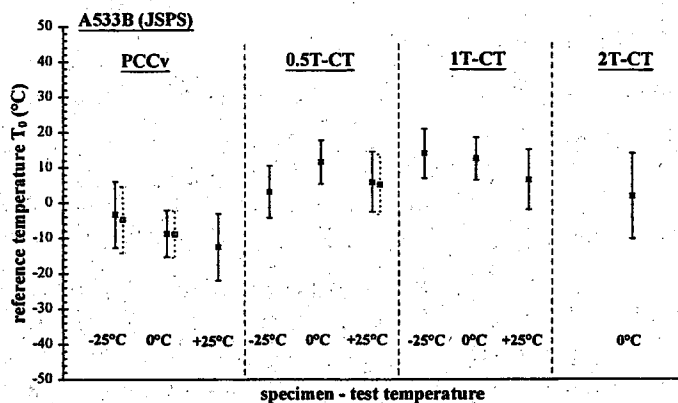 A533B (JSPS)
PCCv 0.5T-CT 1T-CT 2T-CT
reference temperature T₀ (°C)
50
40
30
20
10
0
-10
-20
-30
-40
-50
-25°C 0°C +25°C -25°C 0°C +25°C -25°C 0°C +25°C 0°C
specimen - test temperature